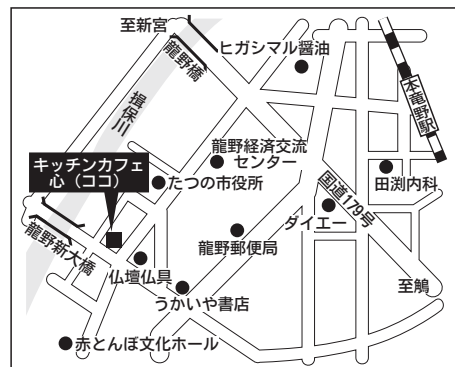 至新宮
ヒガシマル醤油
龍野橋
揖保川
本竜野駅
龍野経済交流
センター
キッチンカフェ
心（ココ）
たつの市役所
国道179号
田渕内科
ダイエー
龍野新大橋
龍野郵便局
仏壇仏具
至鵤
うかいや書店
赤とんぼ文化ホール